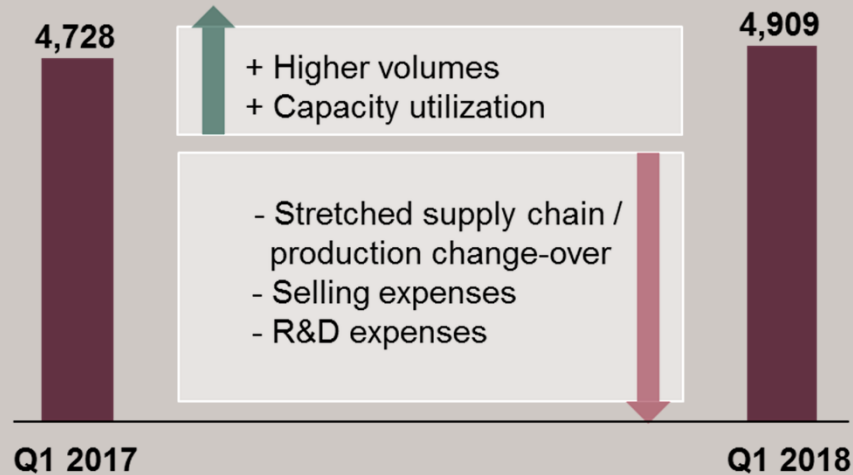 4,728
4,909
+ Higher volumes
+ Capacity utilization
- Stretched supply chain /
production change-over
- Selling expenses
- R&D expenses
Q1 2017
Q1 2018